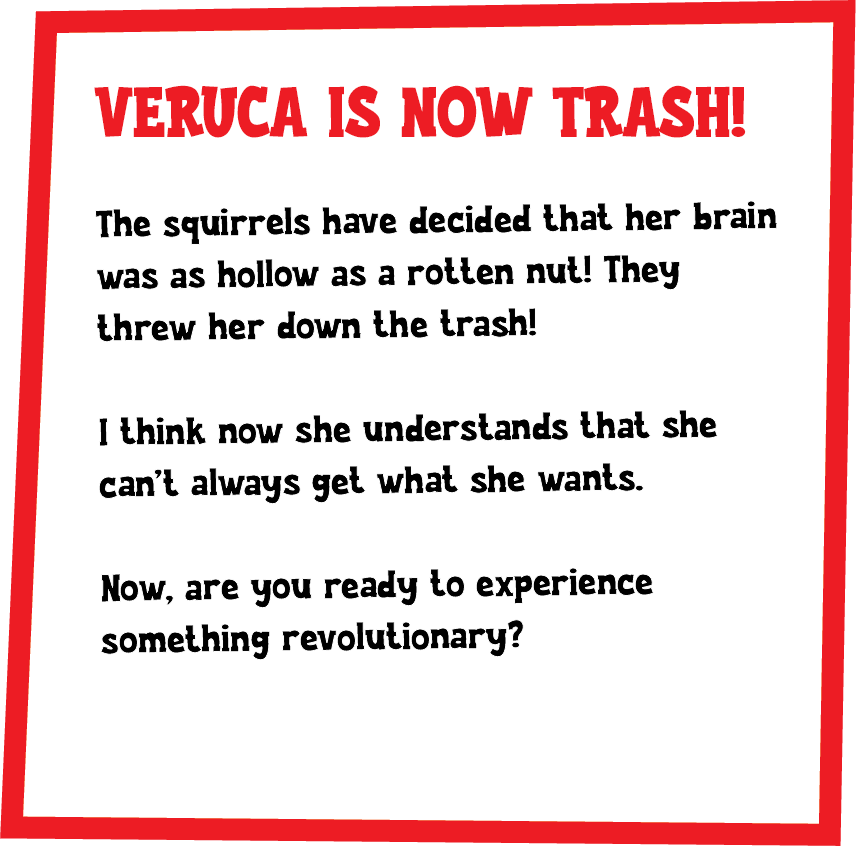 VERUCA IS NOW TRASH!
The squirrels have decided that her brain
was as hollow as a rotten nut! They
threw her down the trash!
I think now she understands that she
can't always get what she wants.
Now, are you ready to experience
something revolutionary?